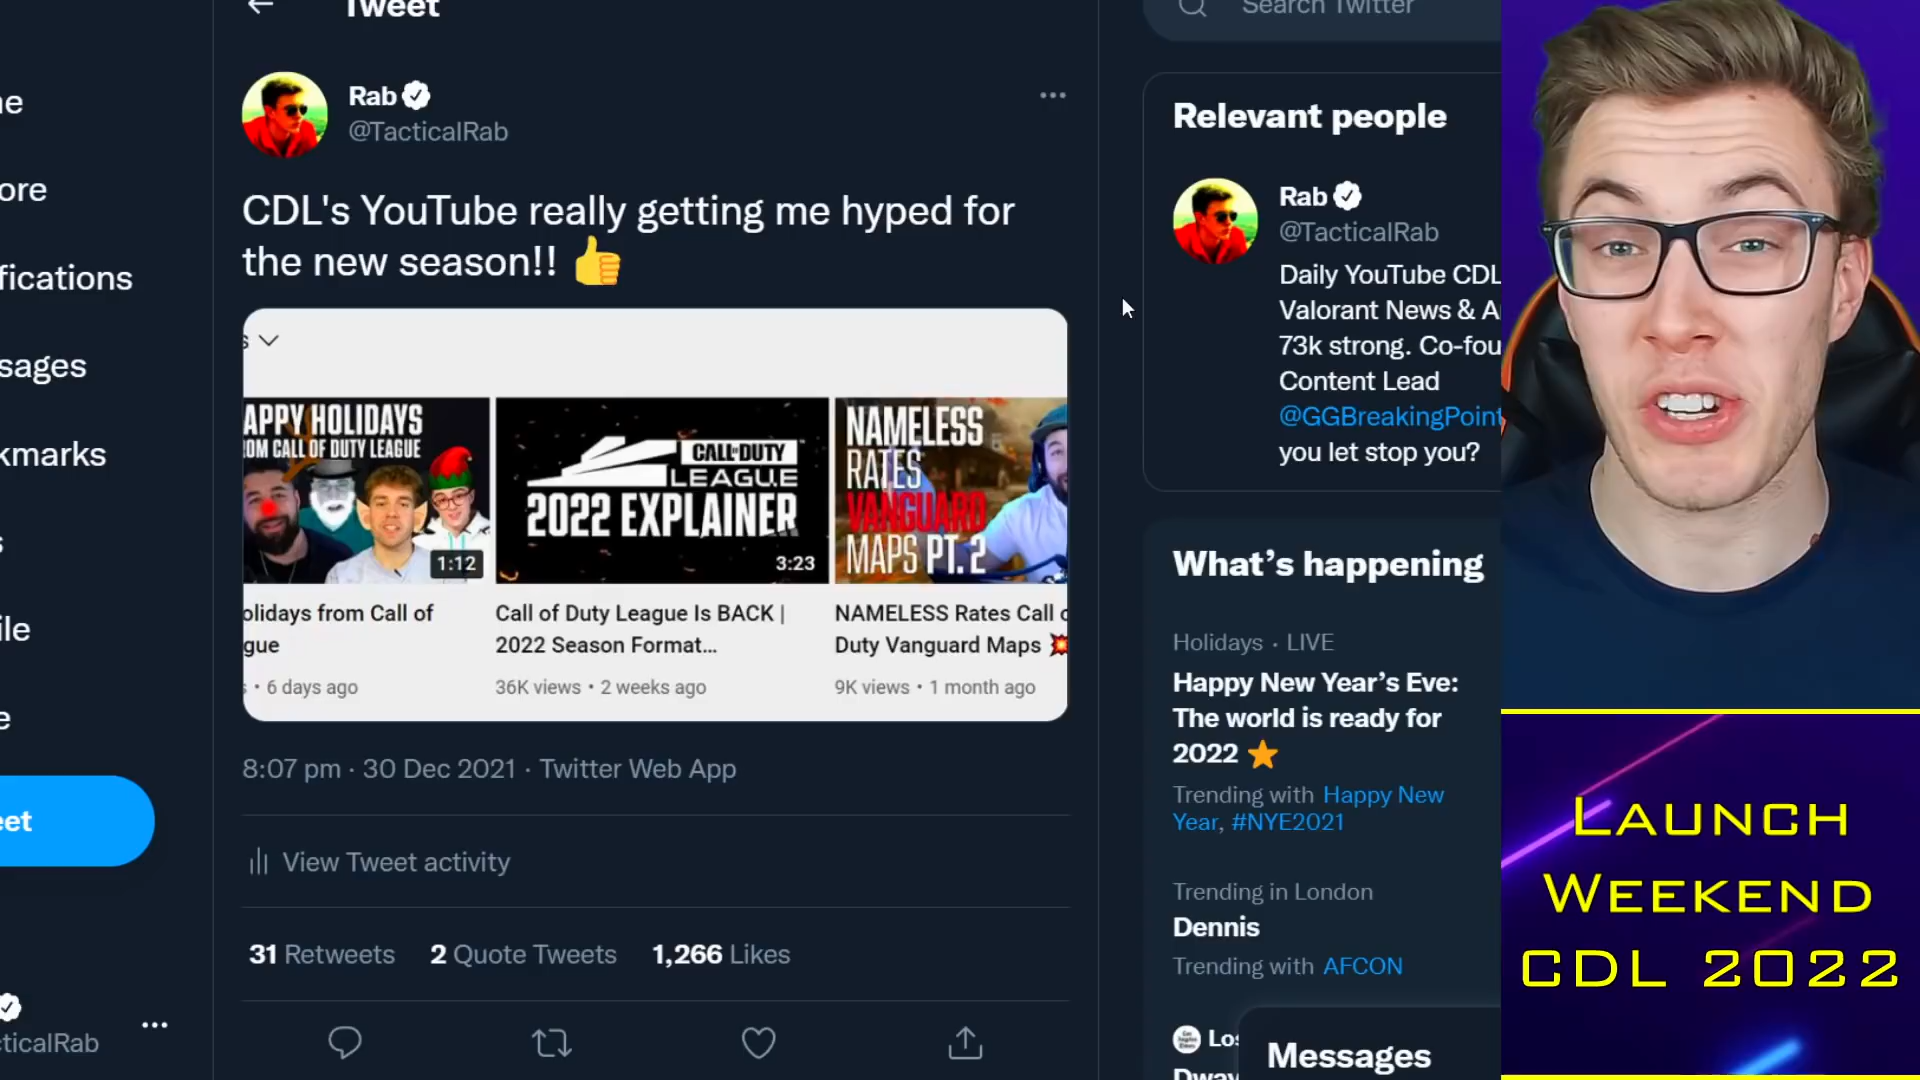 Tweet
Search Twitter
Rab
@TacticalRab
CDL's YouTube really getting me hyped for
the new season!! 👍
APPY HOLIDAYS
OM CALL OF DUTY LEAGUE
1:12
CALL OF DUTY
LEAGUE
2022 EXPLAINER
3:23
NAMELESS
RATES
VANGUARD
MAPS PT. 2
olidays from Call of
gue
s • 6 days ago
Call of Duty League Is BACK |
2022 Season Format...
36K views • 2 weeks ago
NAMELESS Rates Call o
Duty Vanguard Maps 💥
9K views • 1 month ago
8:07 pm · 30 Dec 2021 · Twitter Web App
View Tweet activity
31 Retweets 2 Quote Tweets 1,266 Likes
ne
ore
fications
sages
kmarks
s
ile
e
eet
cticalRab
Relevant people
Rab
@TacticalRab
Daily YouTube CDL
Valorant News & A
73k strong. Co-fou
Content Lead
@GGBreakingPoint
you let stop you?
What's happening
Holidays · LIVE
Happy New Year's Eve:
The world is ready for
2022 ⭐
Trending with Happy New
Year, #NYE2021
Trending in London
Dennis
Trending with AFCON
Los
Dway
Messages
LAUNCH
WEEKEND
CDL 2022